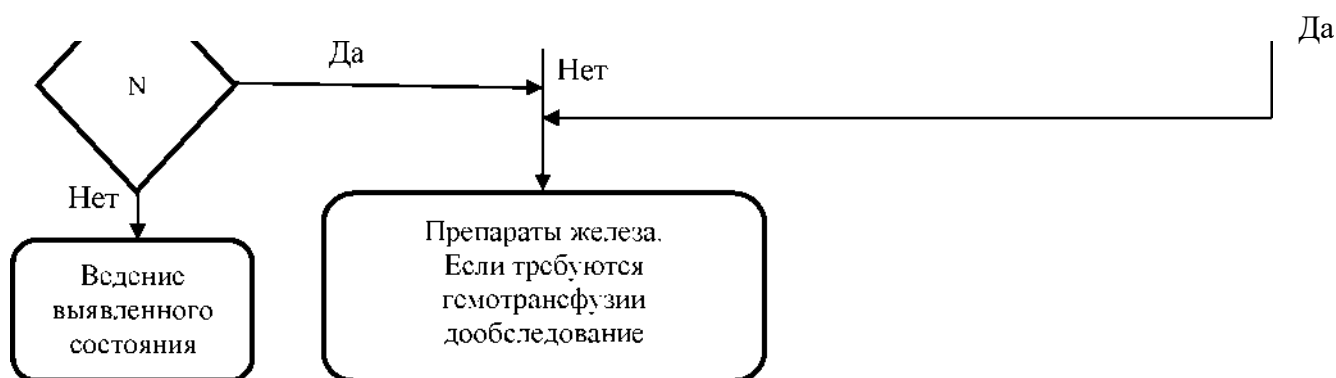 Да
Да
Нет
N
Нет
Препараты железа.
Если требуются
гемотрансфузии
дообследование
Ведение
выявленного
состояния